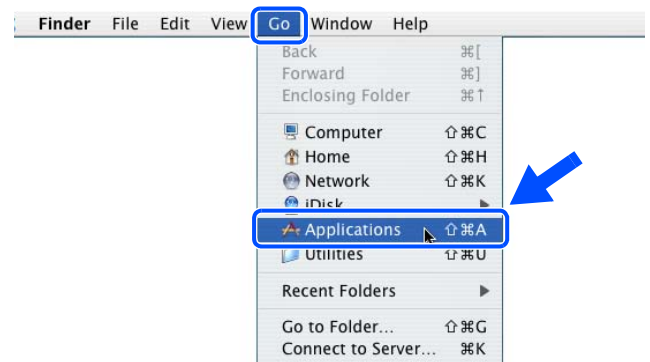 Finder File Edit View Go Window Help
Back ⌘[
Forward ⌘]
Enclosing Folder ⌘↑
Computer ⇧⌘C
Home ⇧⌘H
Network ⇧⌘K
iDisk
Applications ⇧⌘A
Utilities ⇧⌘U
Recent Folders
Go to Folder... ⇧⌘G
Connect to Server... ⌘K